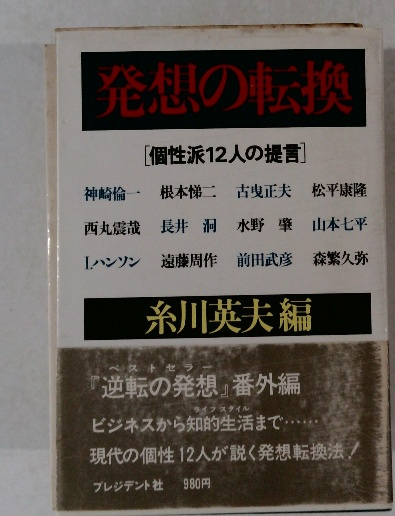 発想の転換
[個性派12人の提言]
神崎倫一 根本悌二 古曳正夫 松平康隆
西丸震哉 長井 洞 水野 肇 山本七平
I.ハンソン 遠藤周作 前田武彦 森繁久弥
糸川英夫編
ベストセラー
『逆転の発想』番外編
ライフスタイル
ビジネスから知的生活まで……
現代の個性12人が説く発想転換法!
プレジデント社 980円